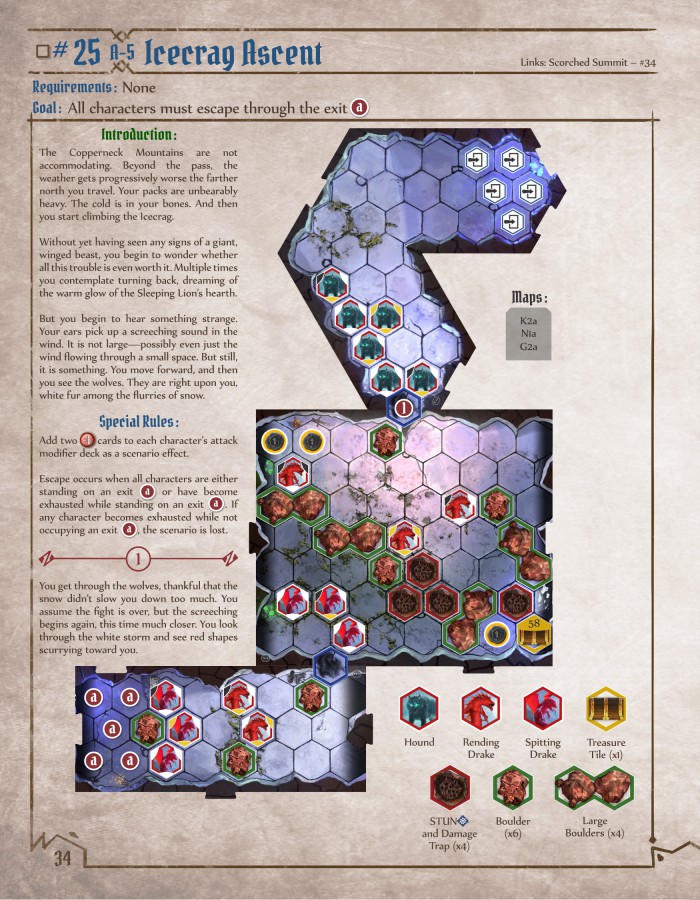 # 25 A-5 Icecrag Ascent
Links: Scorched Summit – #34
Requirements: None
Goal: All characters must escape through the exit a
Introduction:
The Copperneck Mountains are not
accommodating. Beyond the pass, the
weather gets progressively worse the farther
north you travel. Your packs are unbearably
heavy. The cold is in your bones. And then
you start climbing the Icecrag.
Without yet having seen any signs of a giant,
winged beast, you begin to wonder whether
all this trouble is even worth it. Multiple times
you contemplate turning back, dreaming of
the warm glow of the Sleeping Lion's hearth.
But you begin to hear something strange.
Your ears pick up a screeching sound in the
wind. It is not large—possibly even just the
wind flowing through a small space. But still,
it is something. You move forward, and then
you see the wolves. They are right upon you,
white fur among the flurries of snow.
Special Rules:
Add two -1 cards to each character's attack
modifier deck as a scenario effect.
Escape occurs when all characters are either
standing on an exit a or have become
exhausted while standing on an exit a. If
any character becomes exhausted while not
occupying an exit a, the scenario is lost.
1
You get through the wolves, thankful that the
snow didn't slow you down too much. You
assume the fight is over, but the screeching
begins again, this time much closer. You look
through the white storm and see red shapes
scurrying toward you.
Maps:
K2a
N1a
G2a
1
1
1
1
58
a
a
a
a
a
Hound
Rending
Drake
Spitting
Drake
Treasure
Tile (x1)
STUN
and Damage
Trap (x4)
Boulder
(x6)
Large
Boulders (x4)
34